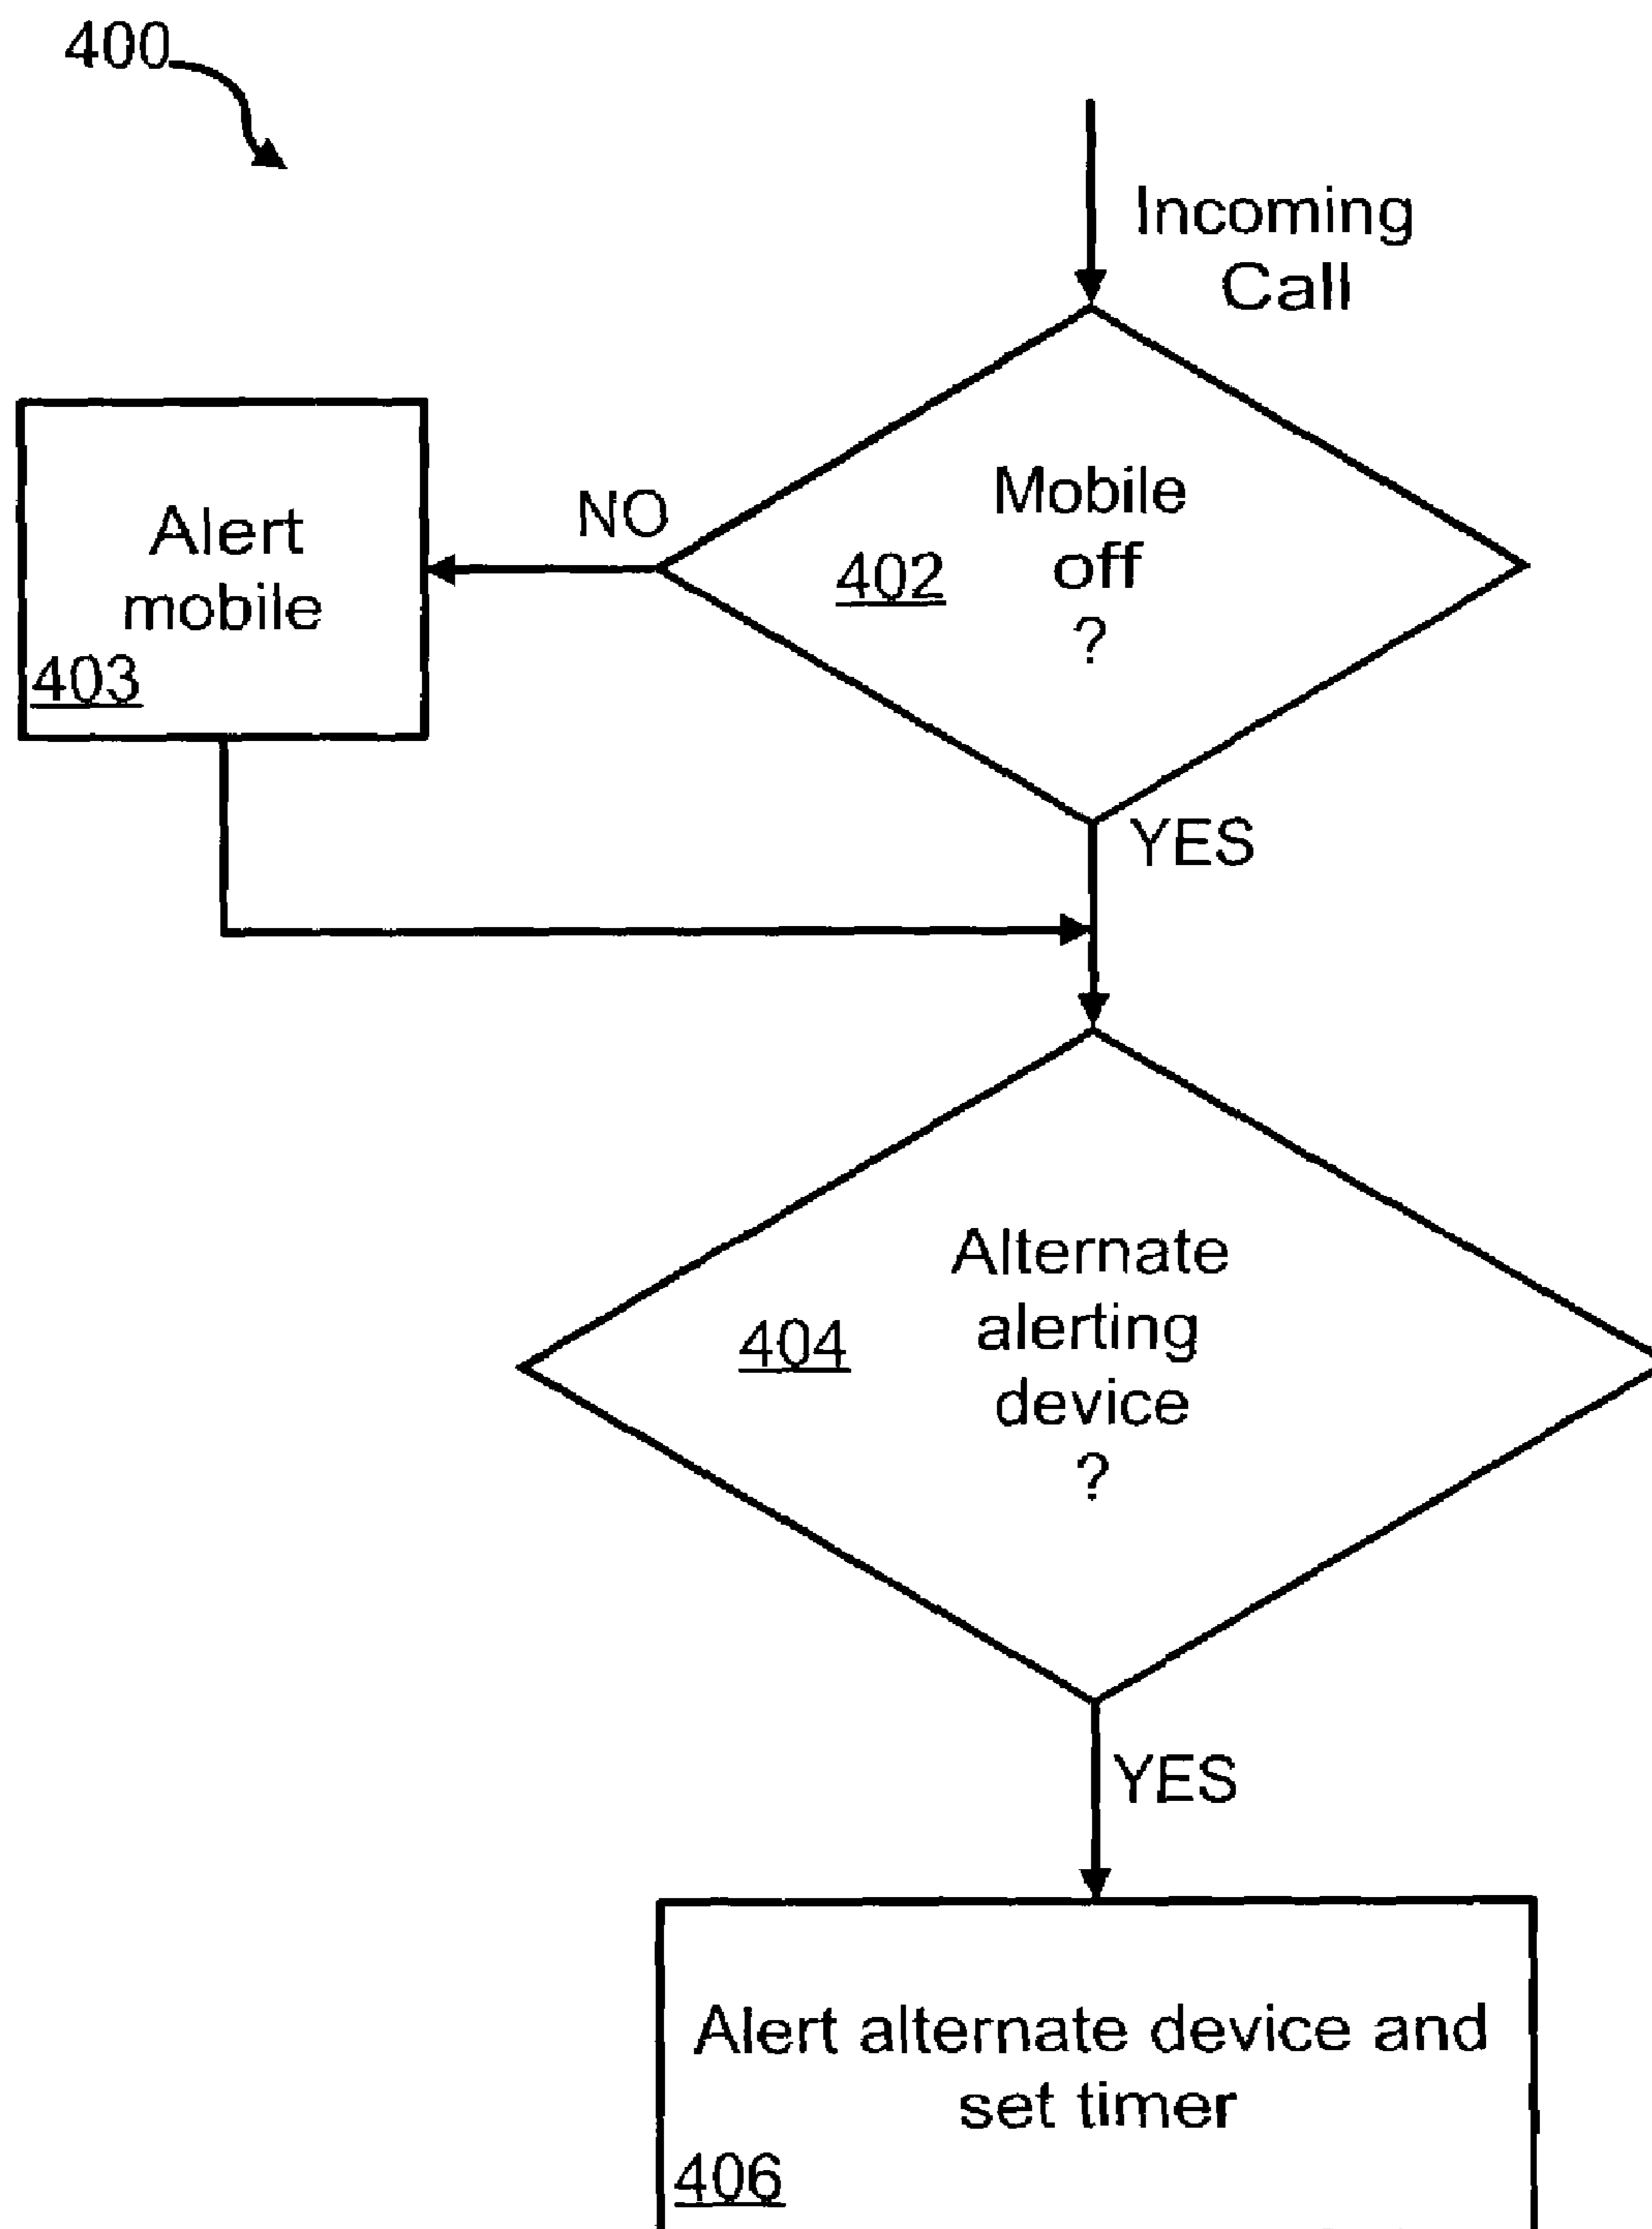 400
Incoming
Call
Mobile
off
?
402
NO
Alert
mobile
403
YES
Alternate
alerting
device
?
404
YES
Alert alternate device and
set timer
406